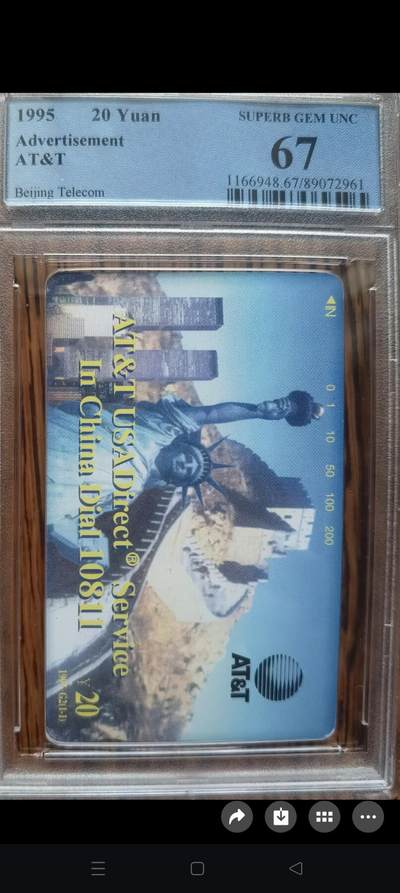 1995 20 Yuan SUPERB GEM UNC
Advertisement
AT&T
67
Beijing Telecom
1166948.67/89072961
◀IN
0 1 10 50 100 200
AT&T
AT&T USADirect® Service
In China Dial 10811
¥20